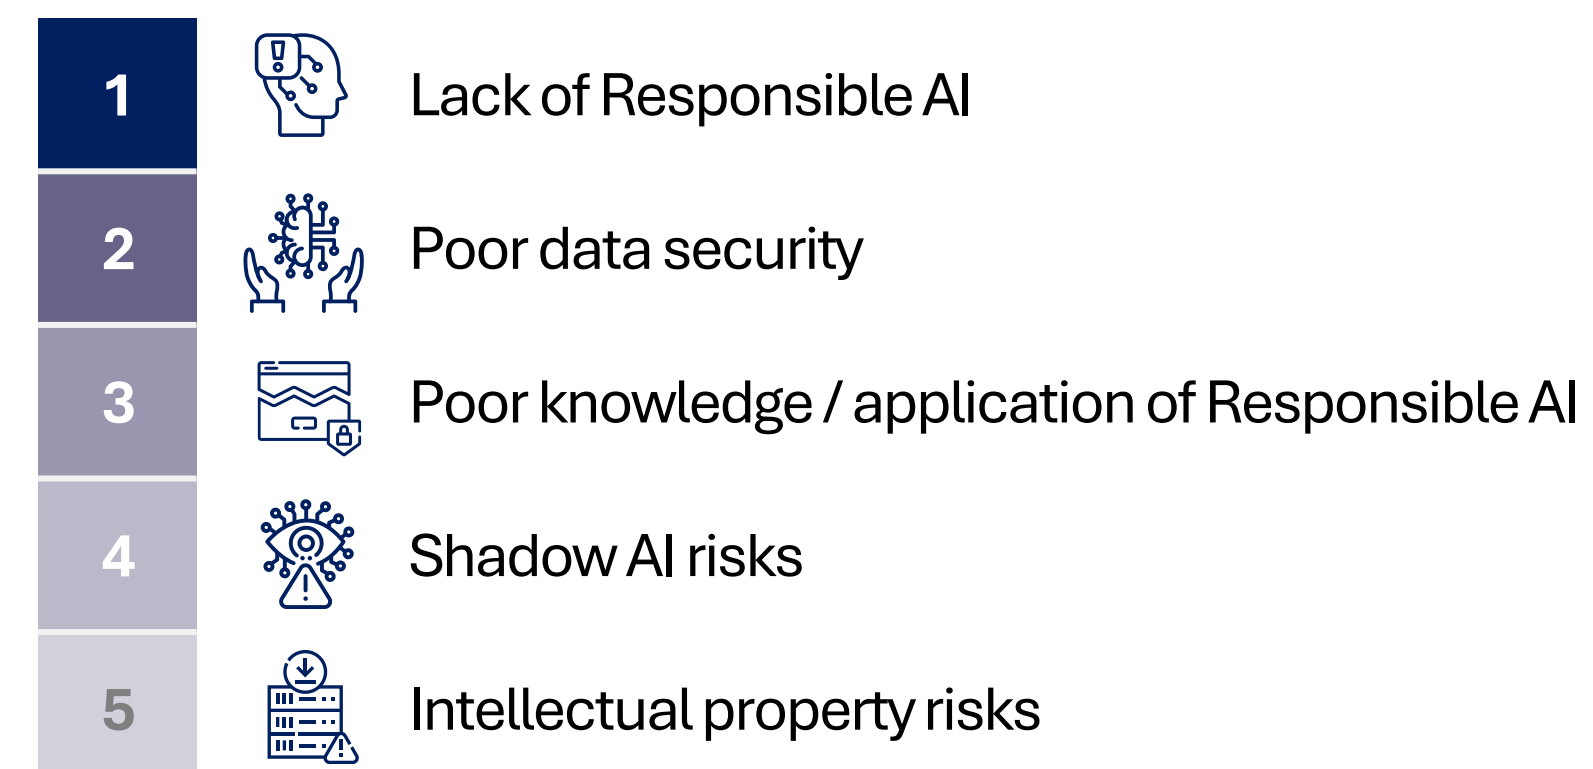 1 Lack of Responsible AI
2 Poor data security
3 Poor knowledge / application of Responsible AI
4 Shadow AI risks
5 Intellectual property risks